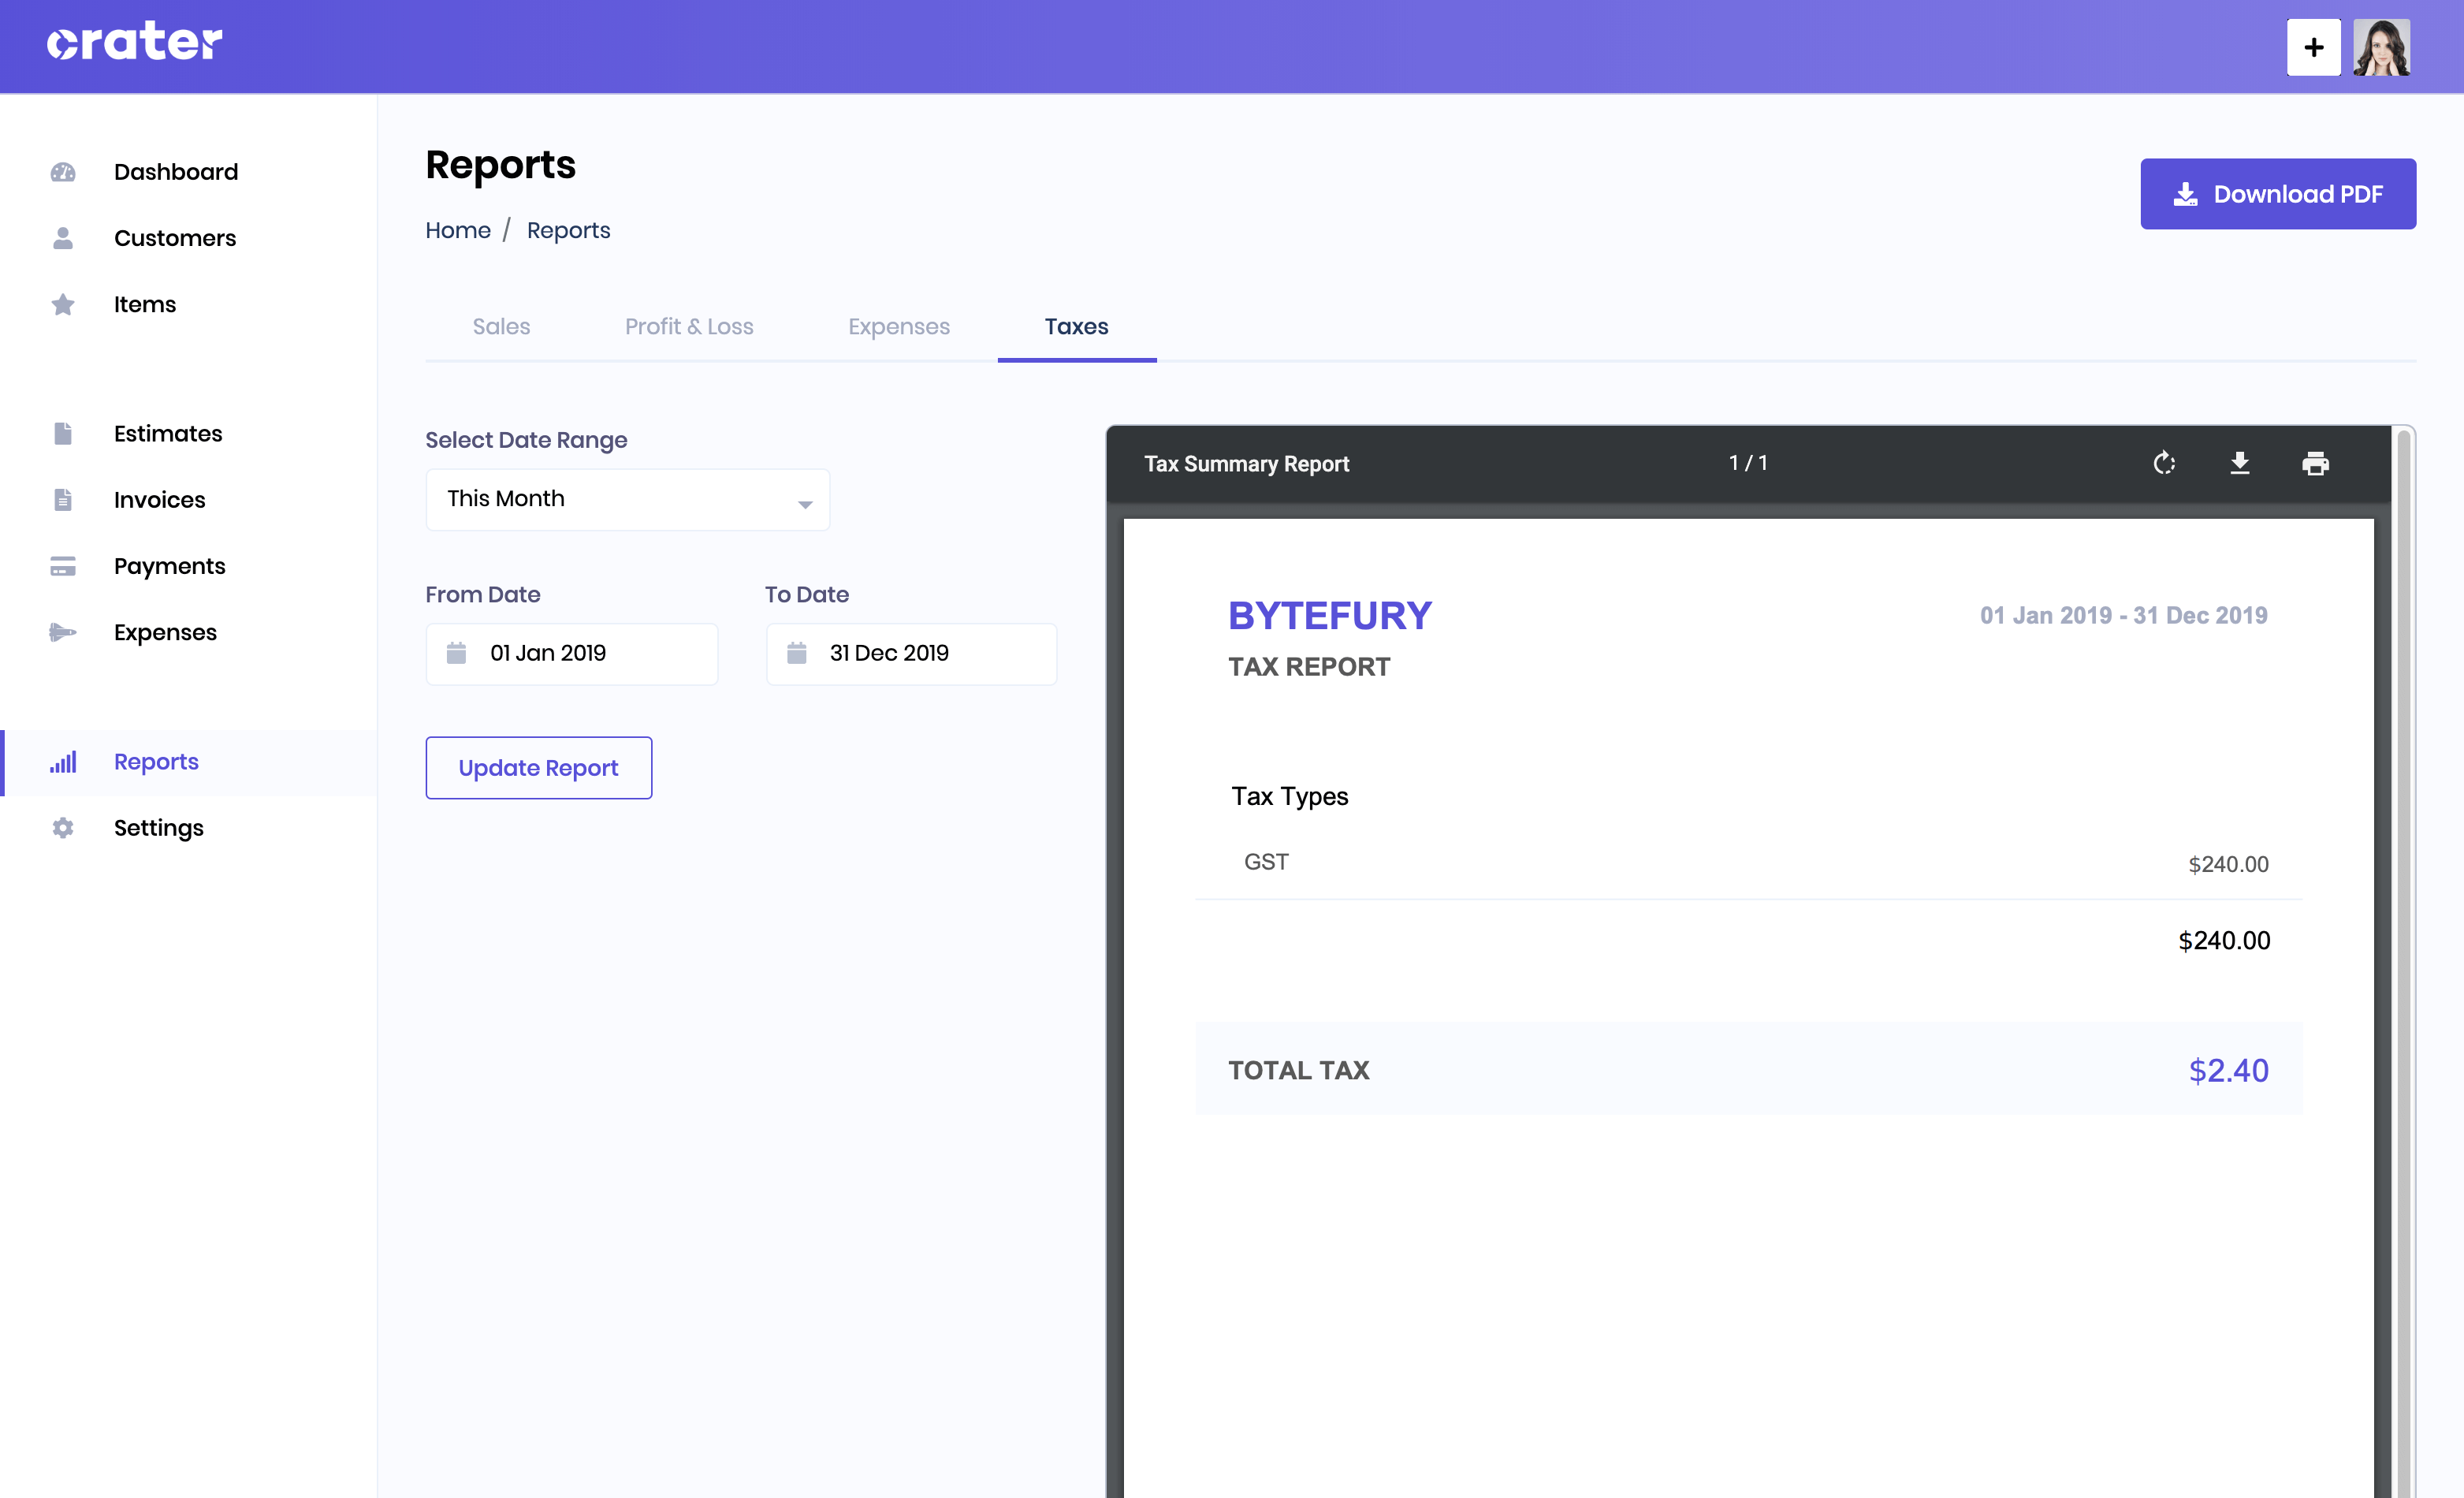 crater
+
Dashboard
Customers
Items
Estimates
Invoices
Payments
Expenses
Reports
Settings
Reports
Home / Reports
Download PDF
Sales Profit & Loss Expenses Taxes
Select Date Range
This Month
From Date To Date
01 Jan 2019 31 Dec 2019
Update Report
Tax Summary Report 1 / 1
BYTEFURY 01 Jan 2019 - 31 Dec 2019
TAX REPORT
Tax Types
GST $240.00
$240.00
TOTAL TAX $2.40